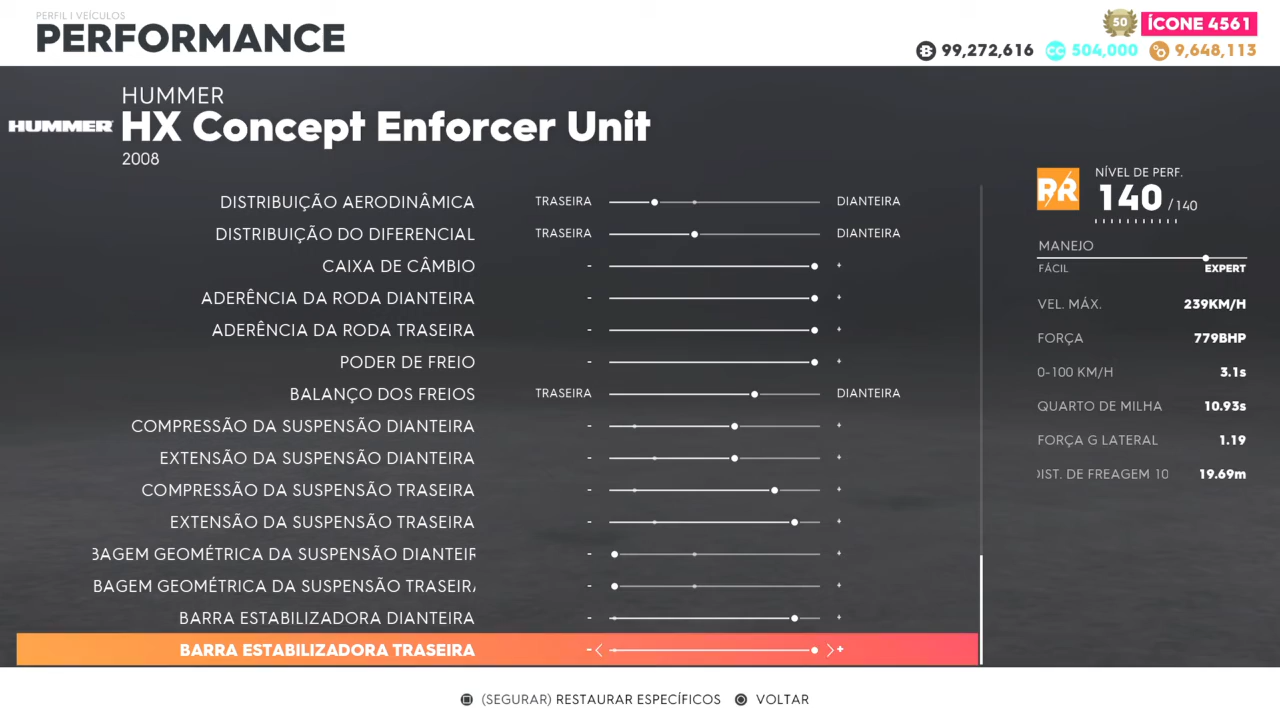 PERFIL I VEÍCULOS
PERFORMANCE
50 ÍCONE 4561
99,272,616 CC 504,000 9,648,113
HUMMER
HUMMER HX Concept Enforcer Unit
2008
DISTRIBUIÇÃO AERODINÂMICA TRASEIRA DIANTEIRA
DISTRIBUIÇÃO DO DIFERENCIAL TRASEIRA DIANTEIRA
CAIXA DE CÂMBIO - +
ADERÊNCIA DA RODA DIANTEIRA - +
ADERÊNCIA DA RODA TRASEIRA - +
PODER DE FREIO - +
BALANÇO DOS FREIOS TRASEIRA DIANTEIRA
COMPRESSÃO DA SUSPENSÃO DIANTEIRA - +
EXTENSÃO DA SUSPENSÃO DIANTEIRA - +
COMPRESSÃO DA SUSPENSÃO TRASEIRA - +
EXTENSÃO DA SUSPENSÃO TRASEIRA - +
BAGEM GEOMÉTRICA DA SUSPENSÃO DIANTEIR - +
BAGEM GEOMÉTRICA DA SUSPENSÃO TRASEIRA - +
BARRA ESTABILIZADORA DIANTEIRA - +
BARRA ESTABILIZADORA TRASEIRA - < > +
NÍVEL DE PERF.
140 /140
MANEJO
FÁCIL EXPERT
VEL. MÁX. 239KM/H
FORÇA 779BHP
0-100 KM/H 3.1s
QUARTO DE MILHA 10.93s
FORÇA G LATERAL 1.19
IST. DE FREAGEM 10 19.69m
(SEGURAR) RESTAURAR ESPECÍFICOS VOLTAR